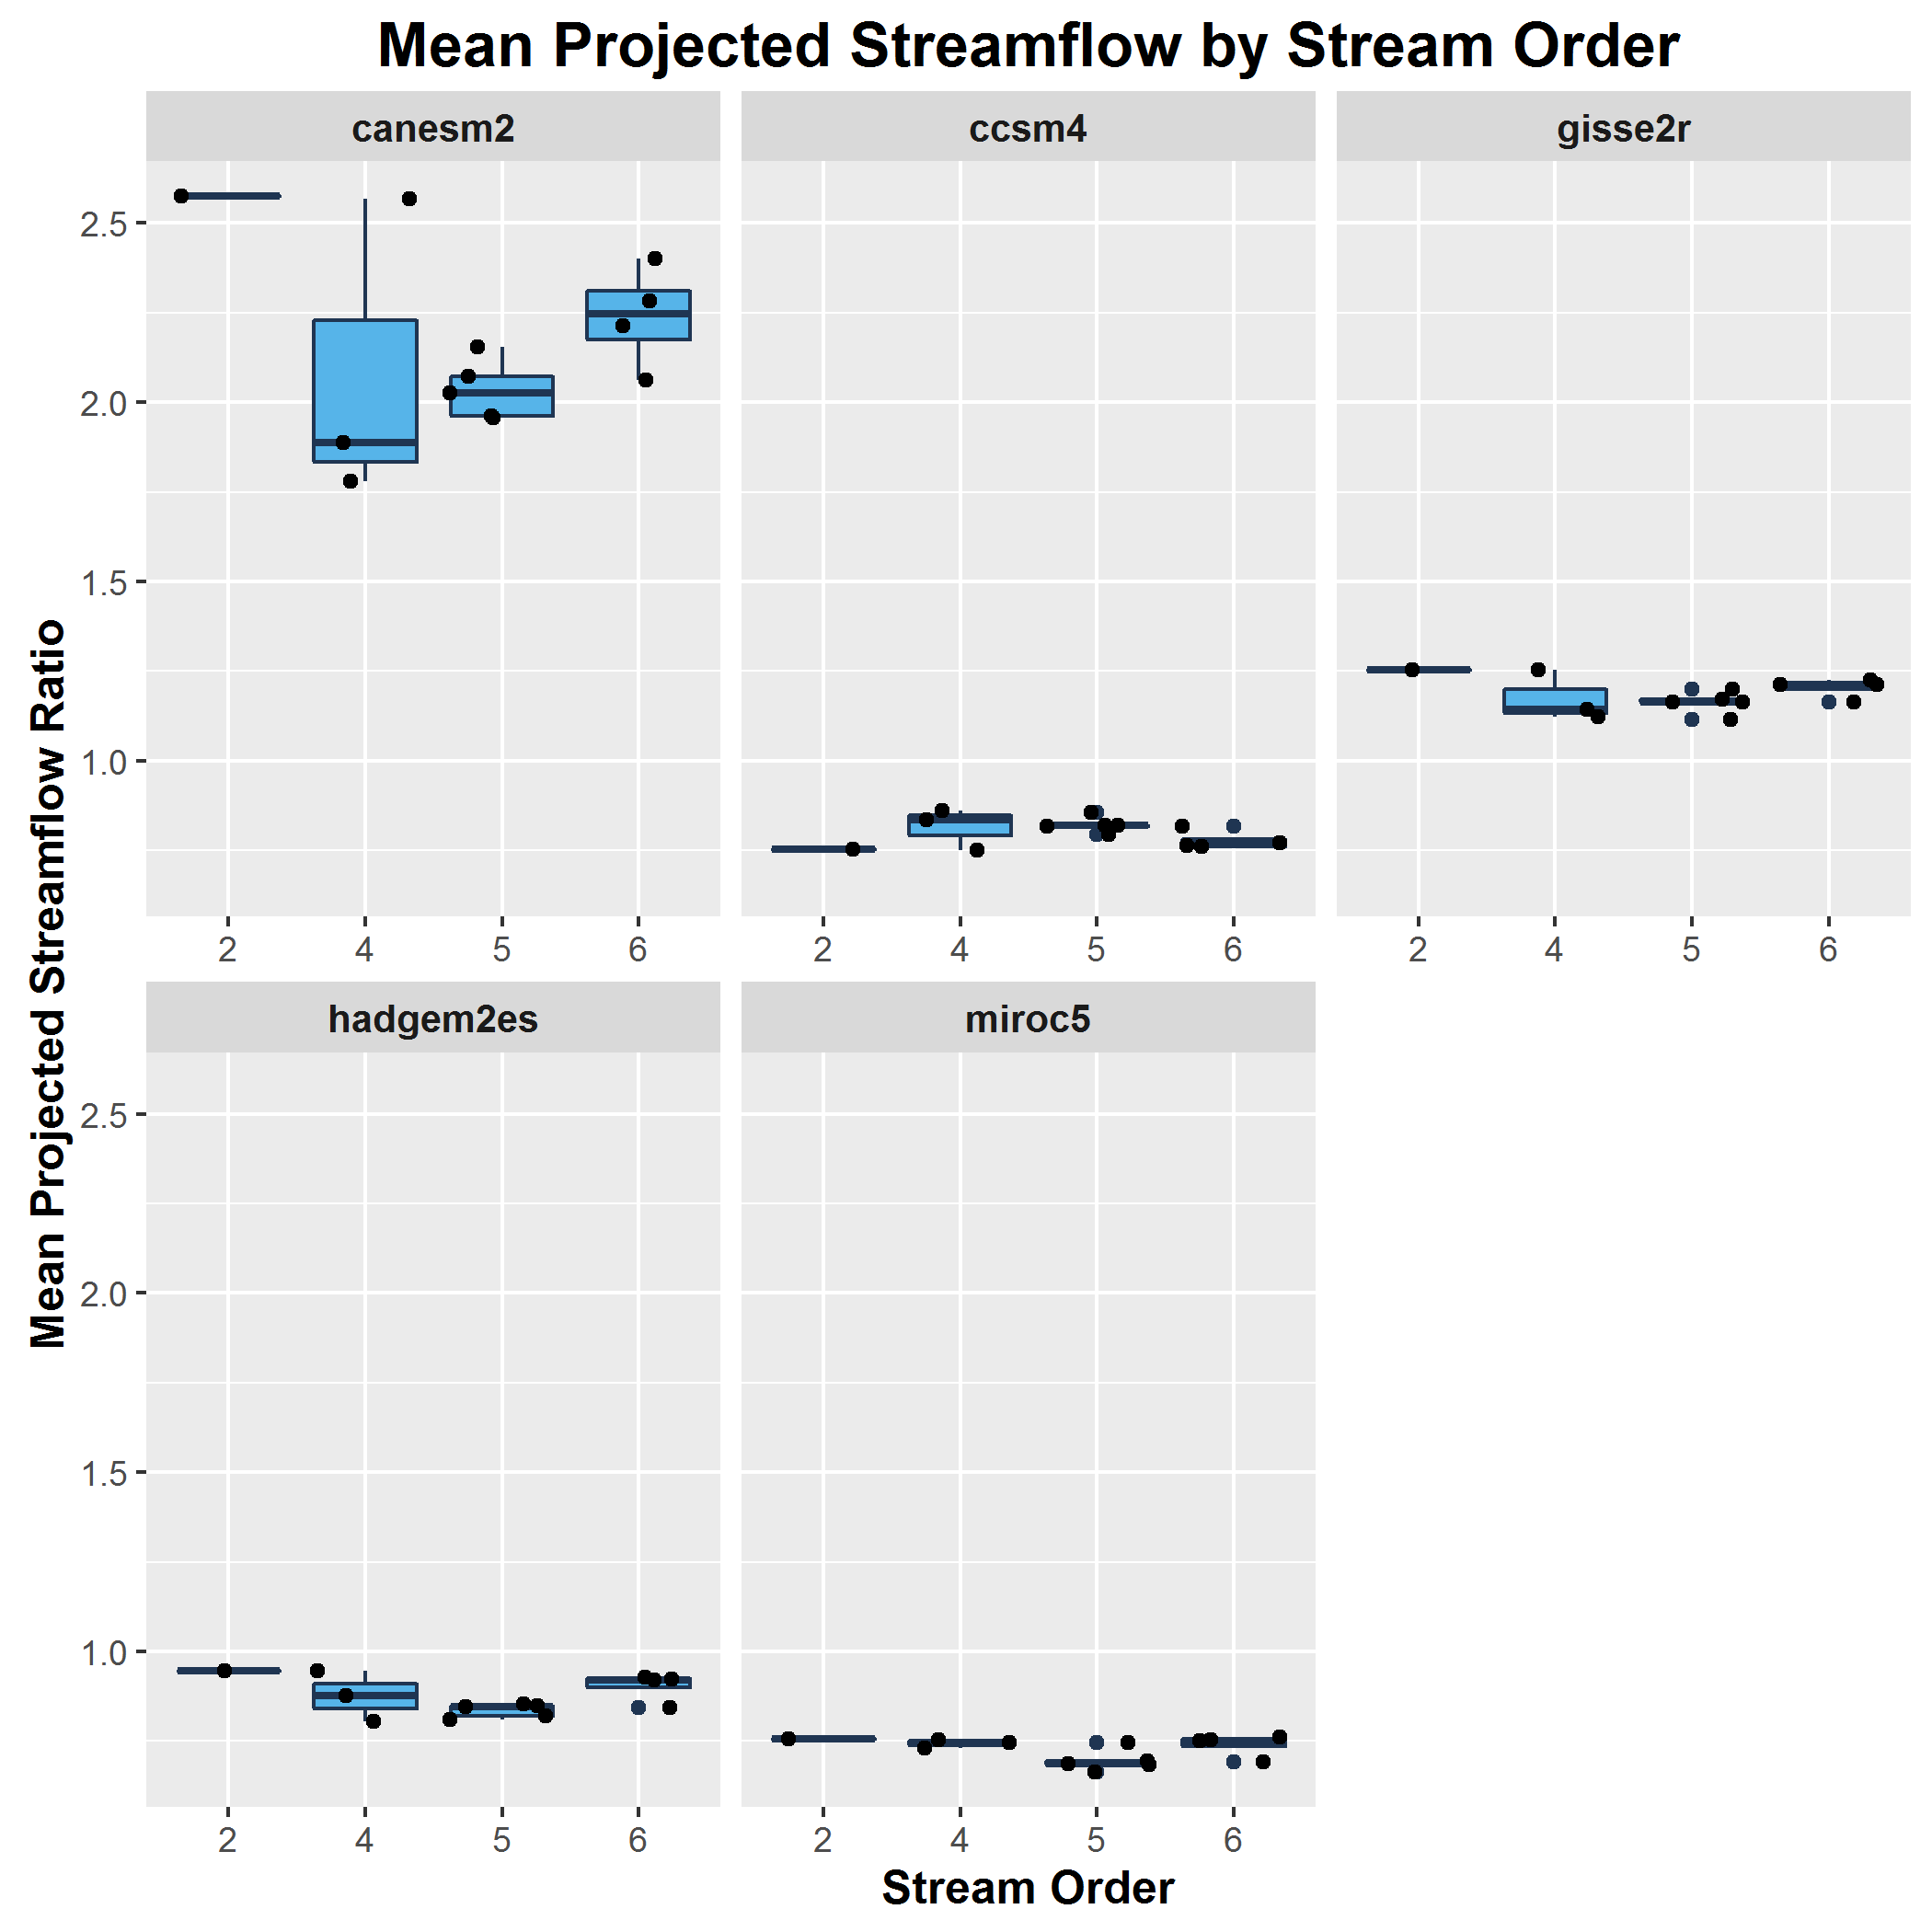 Mean Projected Streamflow by Stream Order
canesm2
ccsm4
gisse2r
Mean Projected Streamflow Ratio
2.5
2.0
1.5
1.0
2 4 5 6
2 4 5 6
2 4 5 6
hadgem2es
miroc5
2.5
2.0
1.5
1.0
2 4 5 6
2 4 5 6
Stream Order